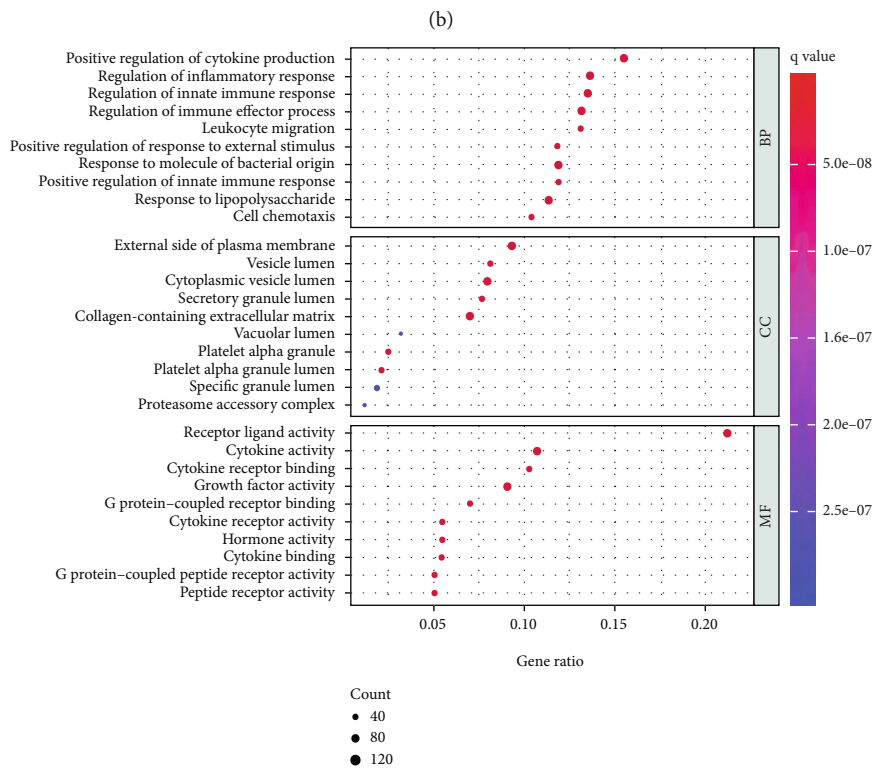 (b)
Positive regulation of cytokine production
Regulation of inflammatory response
Regulation of innate immune response
Regulation of immune effector process
Leukocyte migration
Positive regulation of response to external stimulus
Response to molecule of bacterial origin
Positive regulation of innate immune response
Response to lipopolysaccharide
Cell chemotaxis
BP
External side of plasma membrane
Vesicle lumen
Cytoplasmic vesicle lumen
Secretory granule lumen
Collagen-containing extracellular matrix
Vacuolar lumen
Platelet alpha granule
Platelet alpha granule lumen
Specific granule lumen
Proteasome accessory complex
CC
Receptor ligand activity
Cytokine activity
Cytokine receptor binding
Growth factor activity
G protein–coupled receptor binding
Cytokine receptor activity
Hormone activity
Cytokine binding
G protein–coupled peptide receptor activity
Peptide receptor activity
MF
0.05 0.10 0.15 0.20
Gene ratio
q value
5.0e–08
1.0e–07
1.6e–07
2.0e–07
2.5e–07
Count
40
80
120